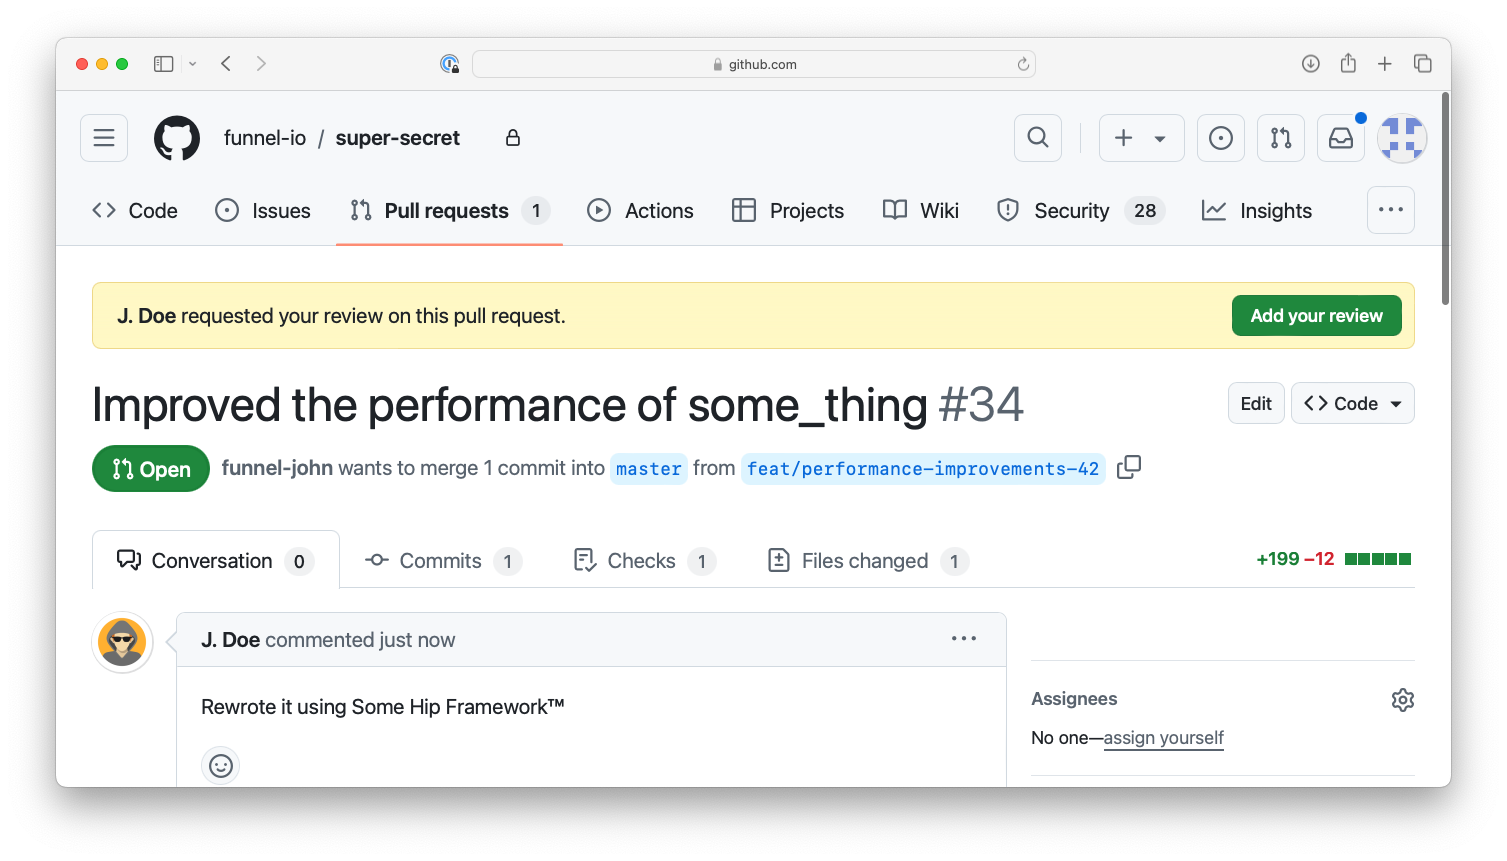 github.com
funnel-io / super-secret
Code Issues Pull requests 1 Actions Projects Wiki Security 28 Insights
J. Doe requested your review on this pull request. Add your review
Improved the performance of some_thing #34 Edit Code
Open funnel-john wants to merge 1 commit into master from feat/performance-improvements-42
Conversation 0 Commits 1 Checks 1 Files changed 1 +199 −12
J. Doe commented just now
Rewrote it using Some Hip Framework™
Assignees
No one—assign yourself